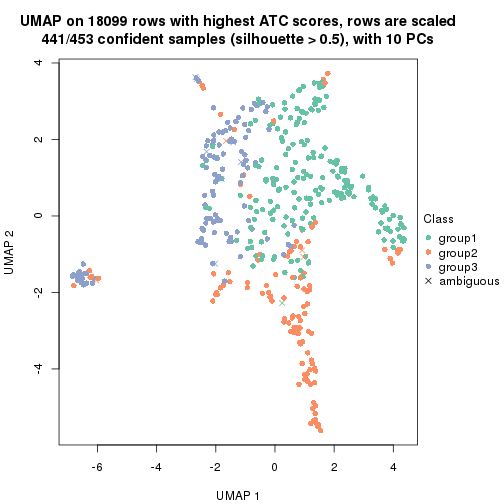 UMAP on 18099 rows with highest ATC scores, rows are scaled
441/453 confident samples (silhouette > 0.5), with 10 PCs
4
2
0
-2
-4
UMAP 2
-6
-4
-2
0
2
4
UMAP 1
Class
group1
group2
group3
ambiguous